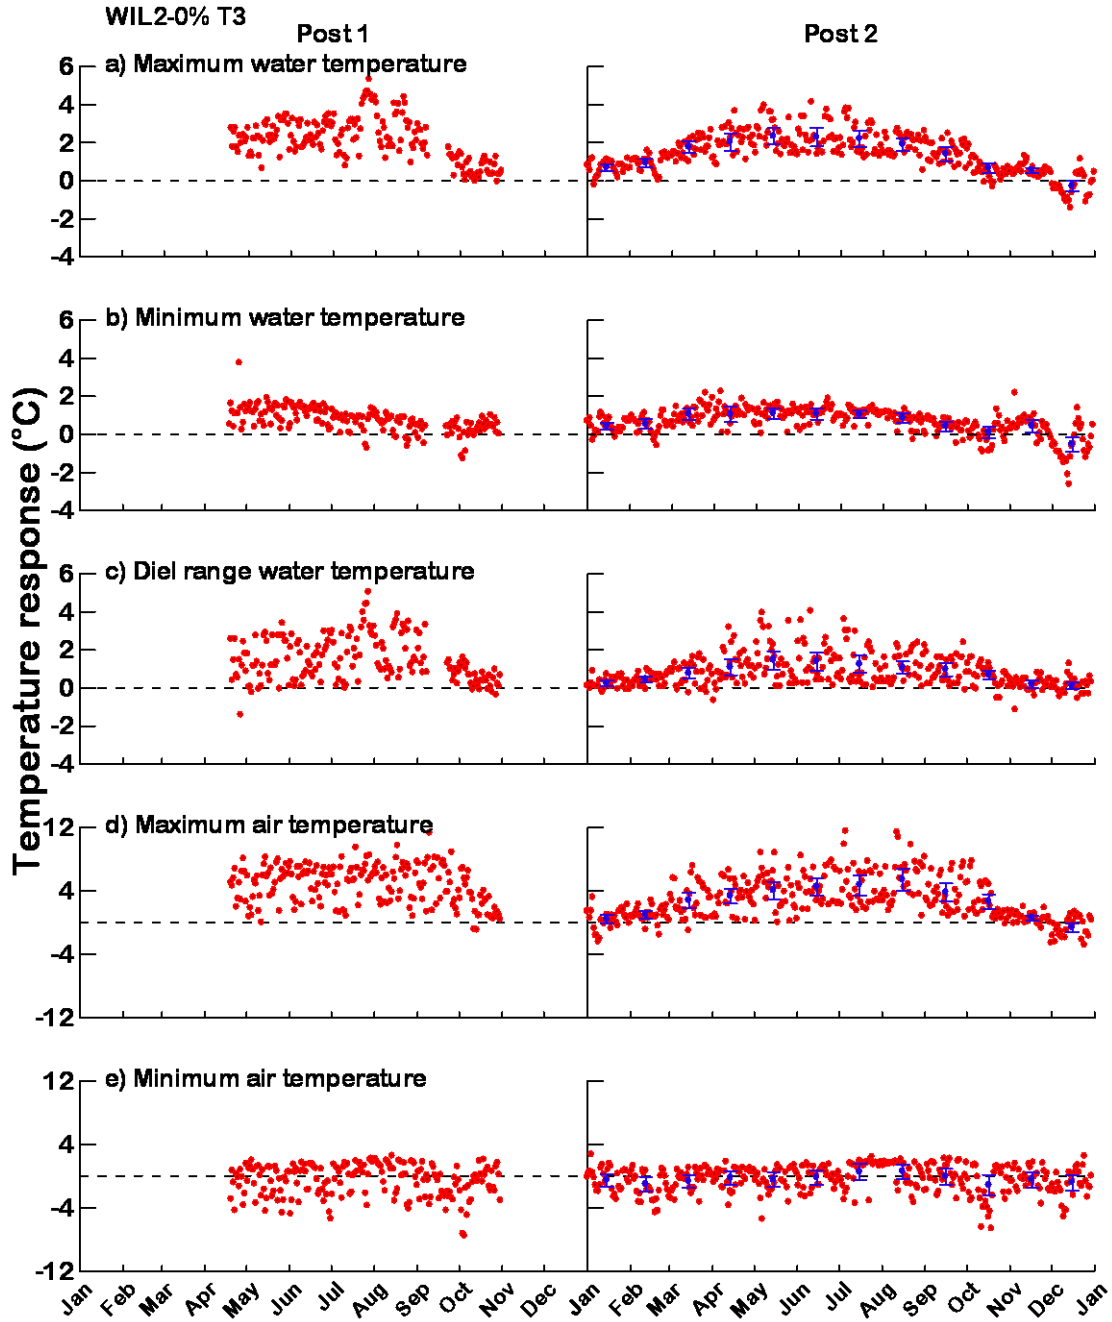 WIL2-0% T3
Post 1
Post 2
Temperature response (°C)
a) Maximum water temperature
6
4
2
0
-2
-4
b) Minimum water temperature
6
4
2
0
-2
-4
c) Diel range water temperature
6
4
2
0
-2
-4
d) Maximum air temperature
12
4
-4
-12
e) Minimum air temperature
12
4
-4
-12
Jan Feb Mar Apr May Jun Jul Aug Sep Oct Nov Dec Jan Feb Mar Apr May Jun Jul Aug Sep Oct Nov Dec Jan